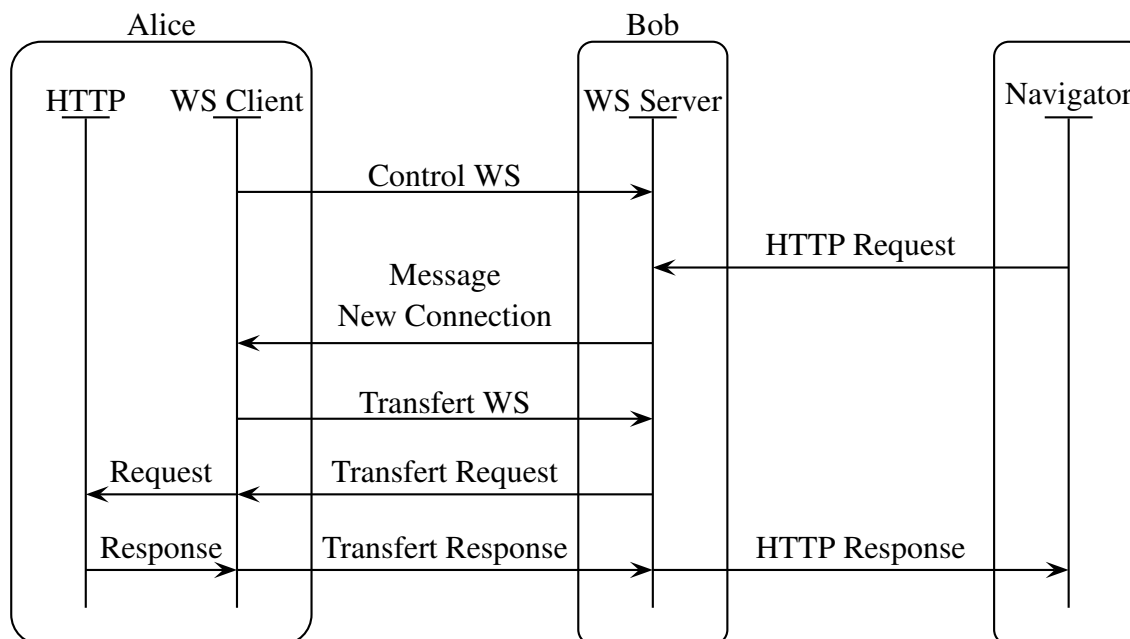 Alice
Bob
HTTP
WS Client
WS Server
Navigator
Control WS
HTTP Request
Message
New Connection
Transfert WS
Request
Transfert Request
Response
Transfert Response
HTTP Response